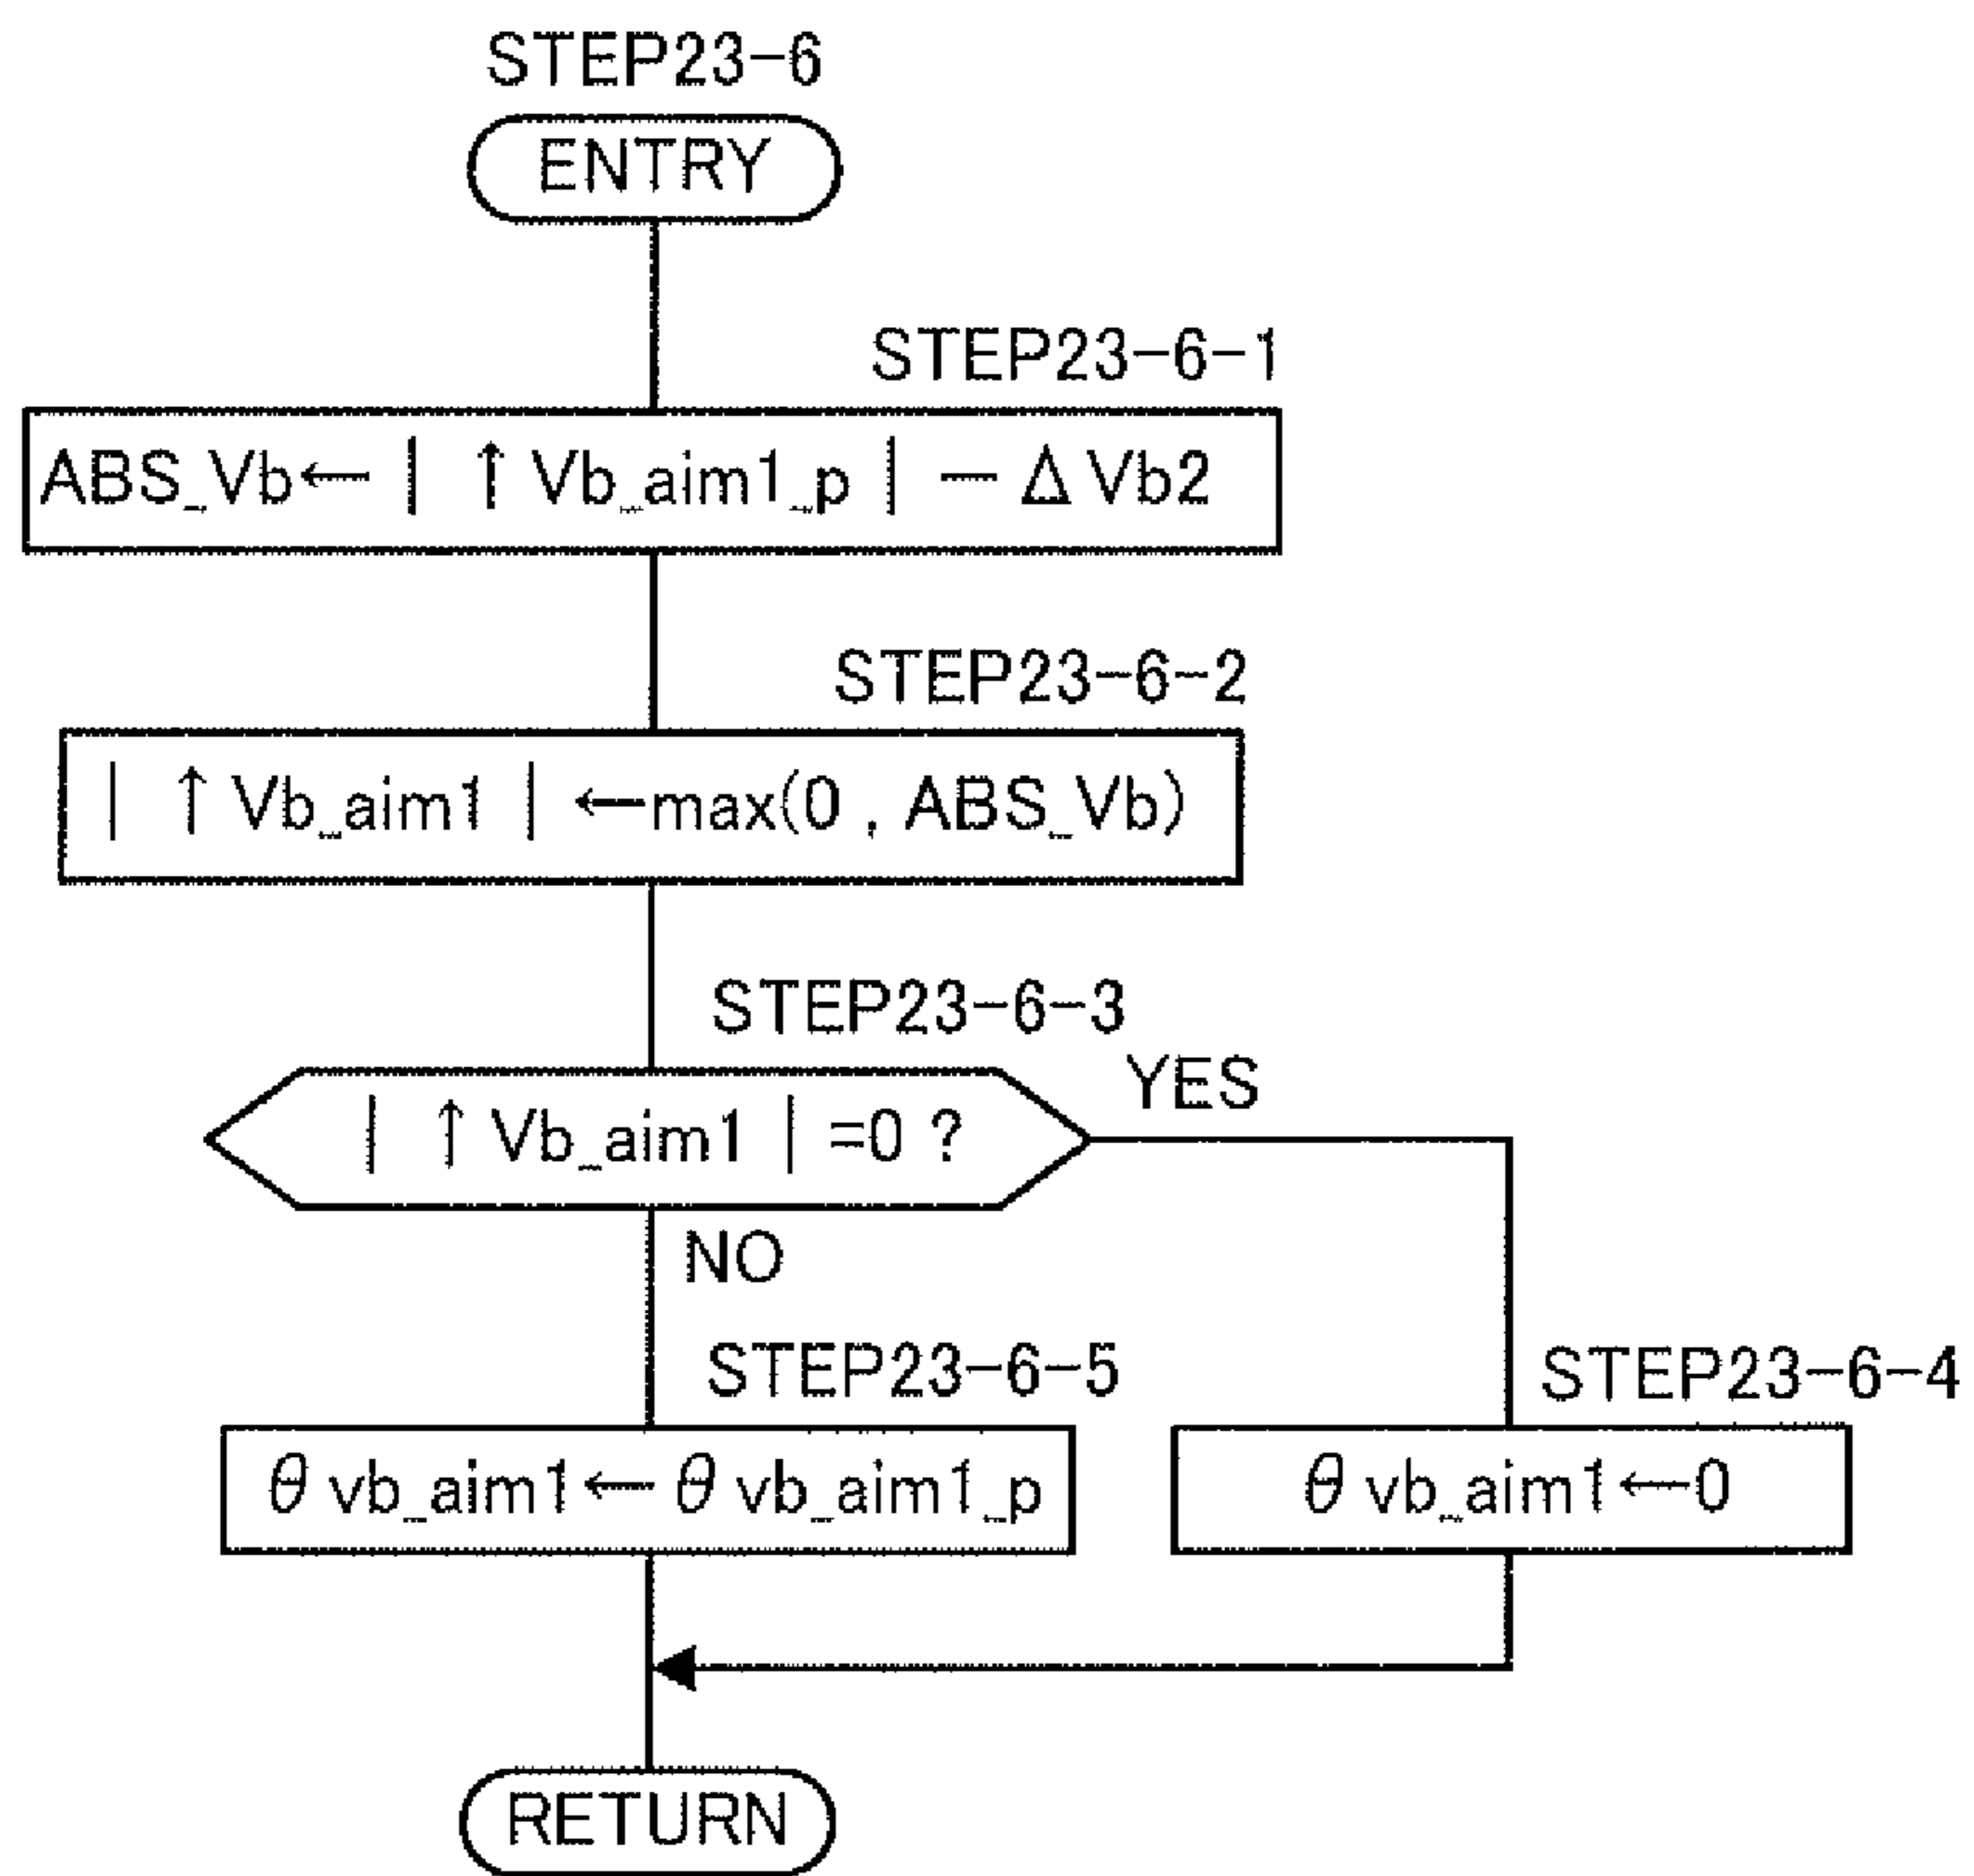 STEP23-6
ENTRY
STEP23-6-1
ABS_Vb←| ↑Vb_aim1_p |−ΔVb2
STEP23-6-2
| ↑Vb_aim1 |←max(0 , ABS_Vb)
STEP23-6-3
| ↑Vb_aim1 |=0 ?
YES
NO
STEP23-6-5
θvb_aim1←θvb_aim1_p
STEP23-6-4
θvb_aim1←0
RETURN